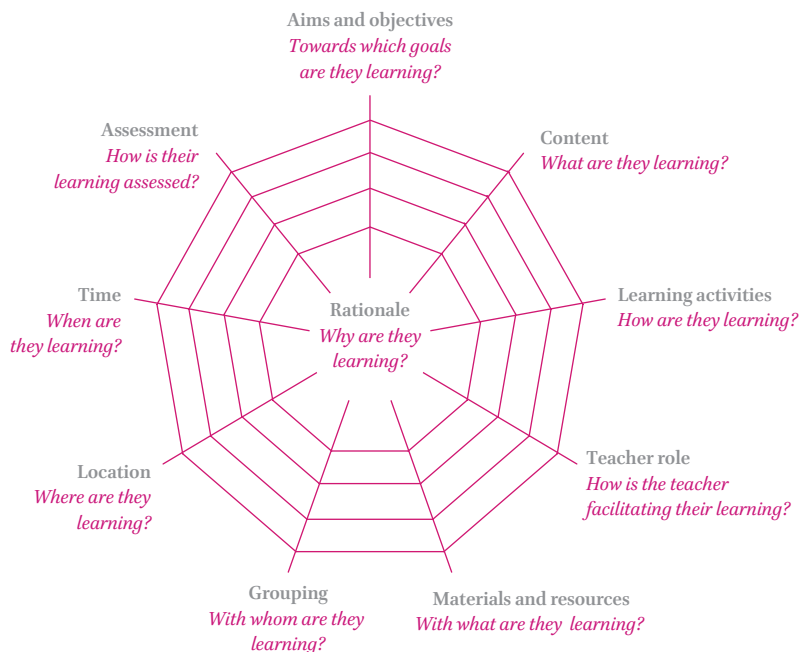 Aims and objectives
Towards which goals
are they learning?
Content
What are they learning?
Learning activities
How are they learning?
Teacher role
How is the teacher
facilitating their learning?
Materials and resources
With what are they learning?
Grouping
With whom are they
learning?
Location
Where are they
learning?
Time
When are
they learning?
Assessment
How is their
learning assessed?
Rationale
Why are they
learning?